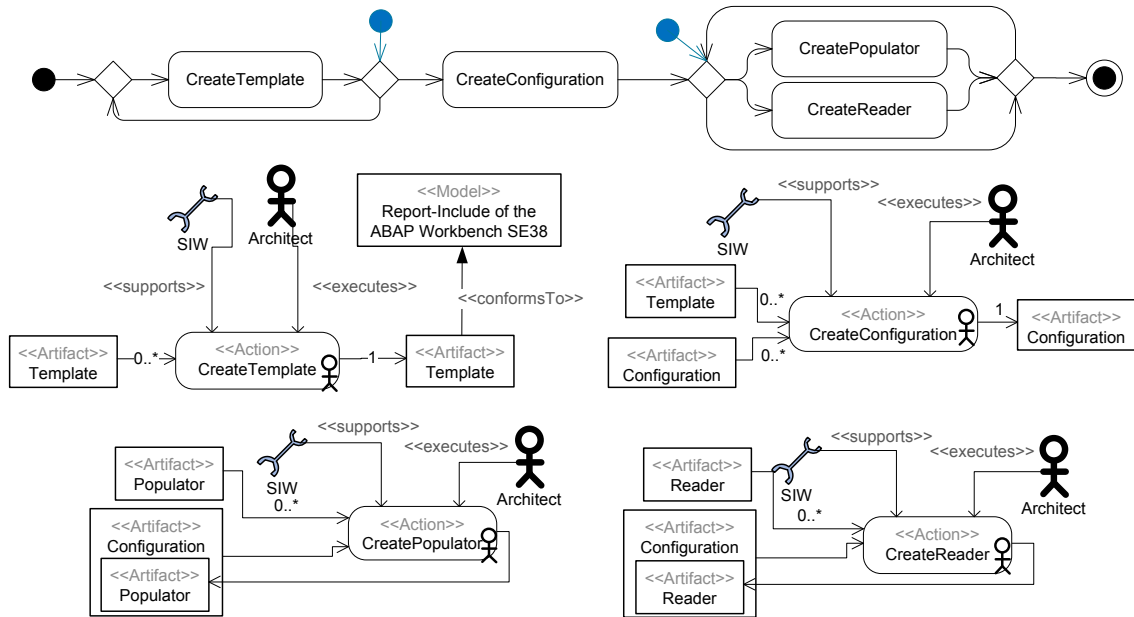 CreateTemplate
CreateConfiguration
CreatePopulator
CreateReader
SIW
Architect
<<supports>>
<<executes>>
<<Model>>
Report-Include of the
ABAP Workbench SE38
<<conformsTo>>
<<Artifact>>
Template
0..*
<<Action>>
CreateTemplate
1
<<Artifact>>
Template
<<supports>>
<<executes>>
SIW
Architect
<<Artifact>>
Template
0..*
<<Artifact>>
Configuration
0..*
<<Action>>
CreateConfiguration
1
<<Artifact>>
Configuration
<<supports>>
<<executes>>
SIW
Architect
<<Artifact>>
Populator
0..*
<<Artifact>>
Configuration
<<Artifact>>
Populator
<<Action>>
CreatePopulator
<<supports>>
<<executes>>
SIW
Architect
<<Artifact>>
Reader
0..*
<<Artifact>>
Configuration
<<Artifact>>
Reader
<<Action>>
CreateReader